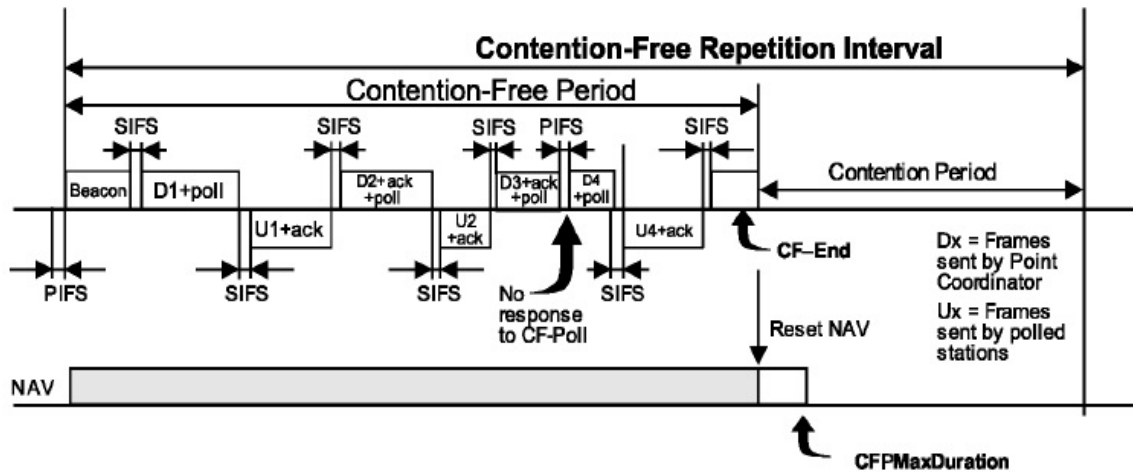 Contention-Free Repetition Interval
Contention-Free Period
SIFS
SIFS
SIFS
PIFS
SIFS
Contention Period
Beacon
D1+poll
D2+ack
+poll
D3+ack
+poll
D4
+poll
U1+ack
U2
+ack
U4+ack
CF–End
PIFS
SIFS
SIFS
SIFS
No
response
to CF-Poll
Dx = Frames
sent by Point
Coordinator
Ux = Frames
sent by polled
stations
Reset NAV
NAV
CFPMaxDuration